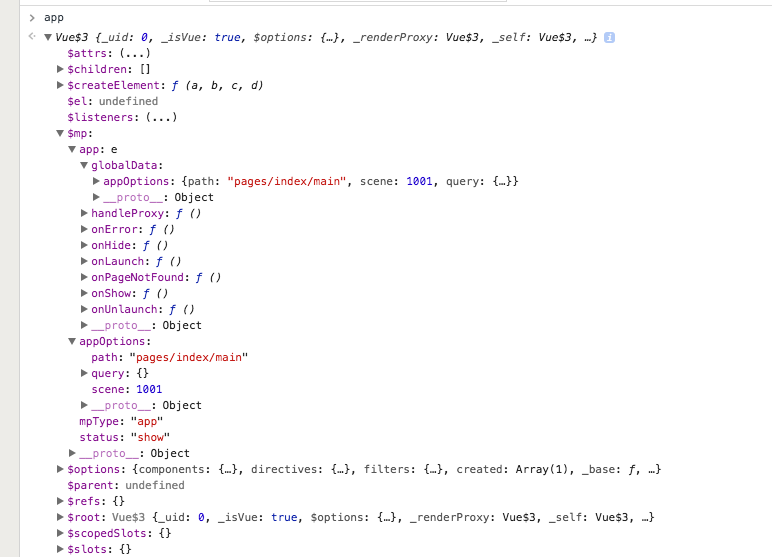 app
Vue$3 {_uid: 0, _isVue: true, $options: {…}, _renderProxy: Vue$3, _self: Vue$3, …} i
$attrs: (...)
$children: []
$createElement: ƒ (a, b, c, d)
$el: undefined
$listeners: (...)
$mp:
app: e
globalData:
appOptions: {path: "pages/index/main", scene: 1001, query: {…}}
__proto__: Object
handleProxy: ƒ ()
onError: ƒ ()
onHide: ƒ ()
onLaunch: ƒ ()
onPageNotFound: ƒ ()
onShow: ƒ ()
onUnlaunch: ƒ ()
__proto__: Object
appOptions:
path: "pages/index/main"
query: {}
scene: 1001
__proto__: Object
mpType: "app"
status: "show"
__proto__: Object
$options: {components: {…}, directives: {…}, filters: {…}, created: Array(1), _base: ƒ, …}
$parent: undefined
$refs: {}
$root: Vue$3 {_uid: 0, _isVue: true, $options: {…}, _renderProxy: Vue$3, _self: Vue$3, …}
$scopedSlots: {}
$slots: {}